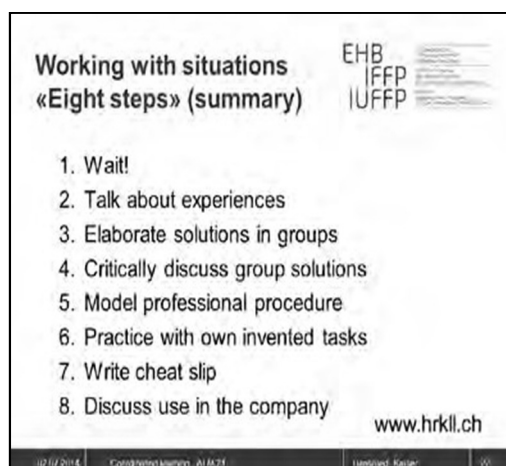 Working with situations
«Eight steps» (summary)
EHB
IFFP
IUFFP
1. Wait!
2. Talk about experiences
3. Elaborate solutions in groups
4. Critically discuss group solutions
5. Model professional procedure
6. Practice with own invented tasks
7. Write cheat slip
8. Discuss use in the company
www.hrkll.ch